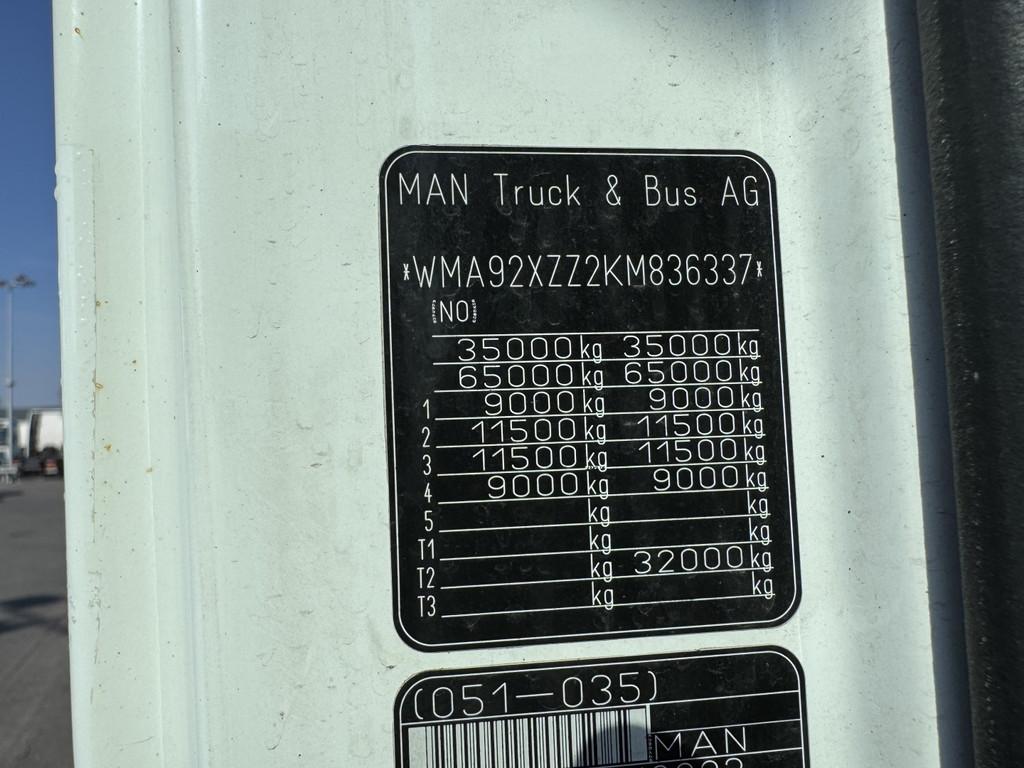 MAN Truck & Bus AG
*WMA92XZZ2KM836337*
(NO)
35000 kg 35000 kg
65000 kg 65000 kg
1 9000 kg 9000 kg
2 11500 kg 11500 kg
3 11500 kg 11500 kg
4 9000 kg 9000 kg
5 kg kg
T1 kg kg
T2 kg 32000 kg
T3 kg kg
(051-035)
MAN